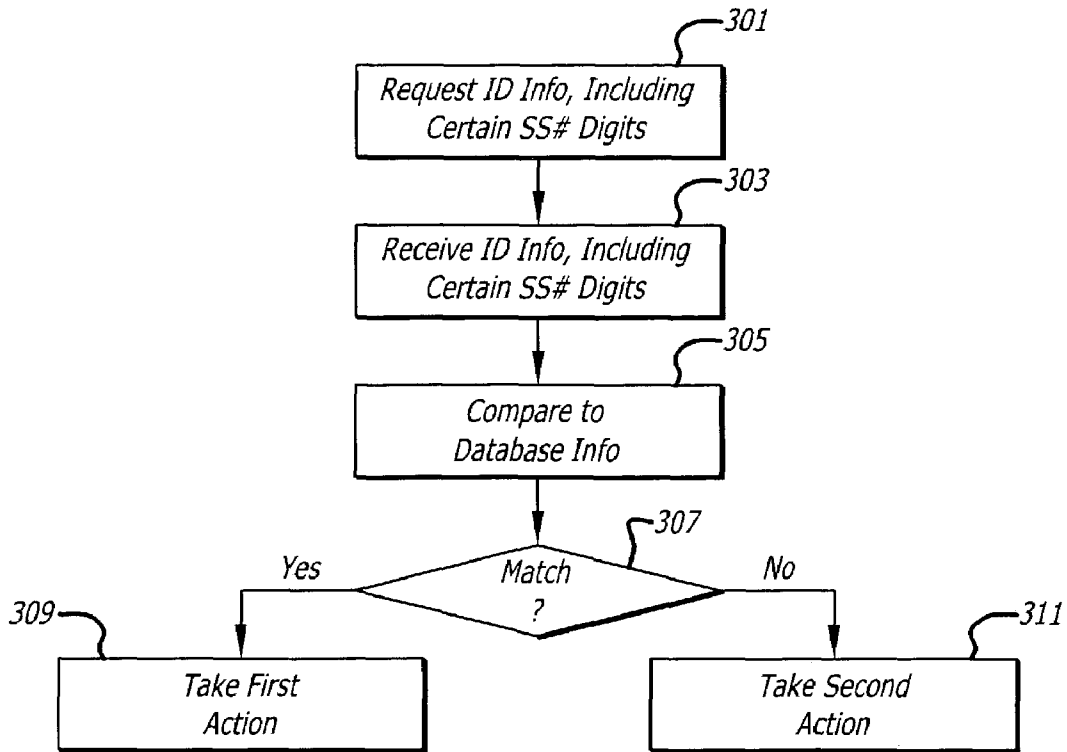 301
Request ID Info, Including
Certain SS# Digits
303
Receive ID Info, Including
Certain SS# Digits
305
Compare to
Database Info
307
Yes
Match
?
No
309
311
Take First
Action
Take Second
Action